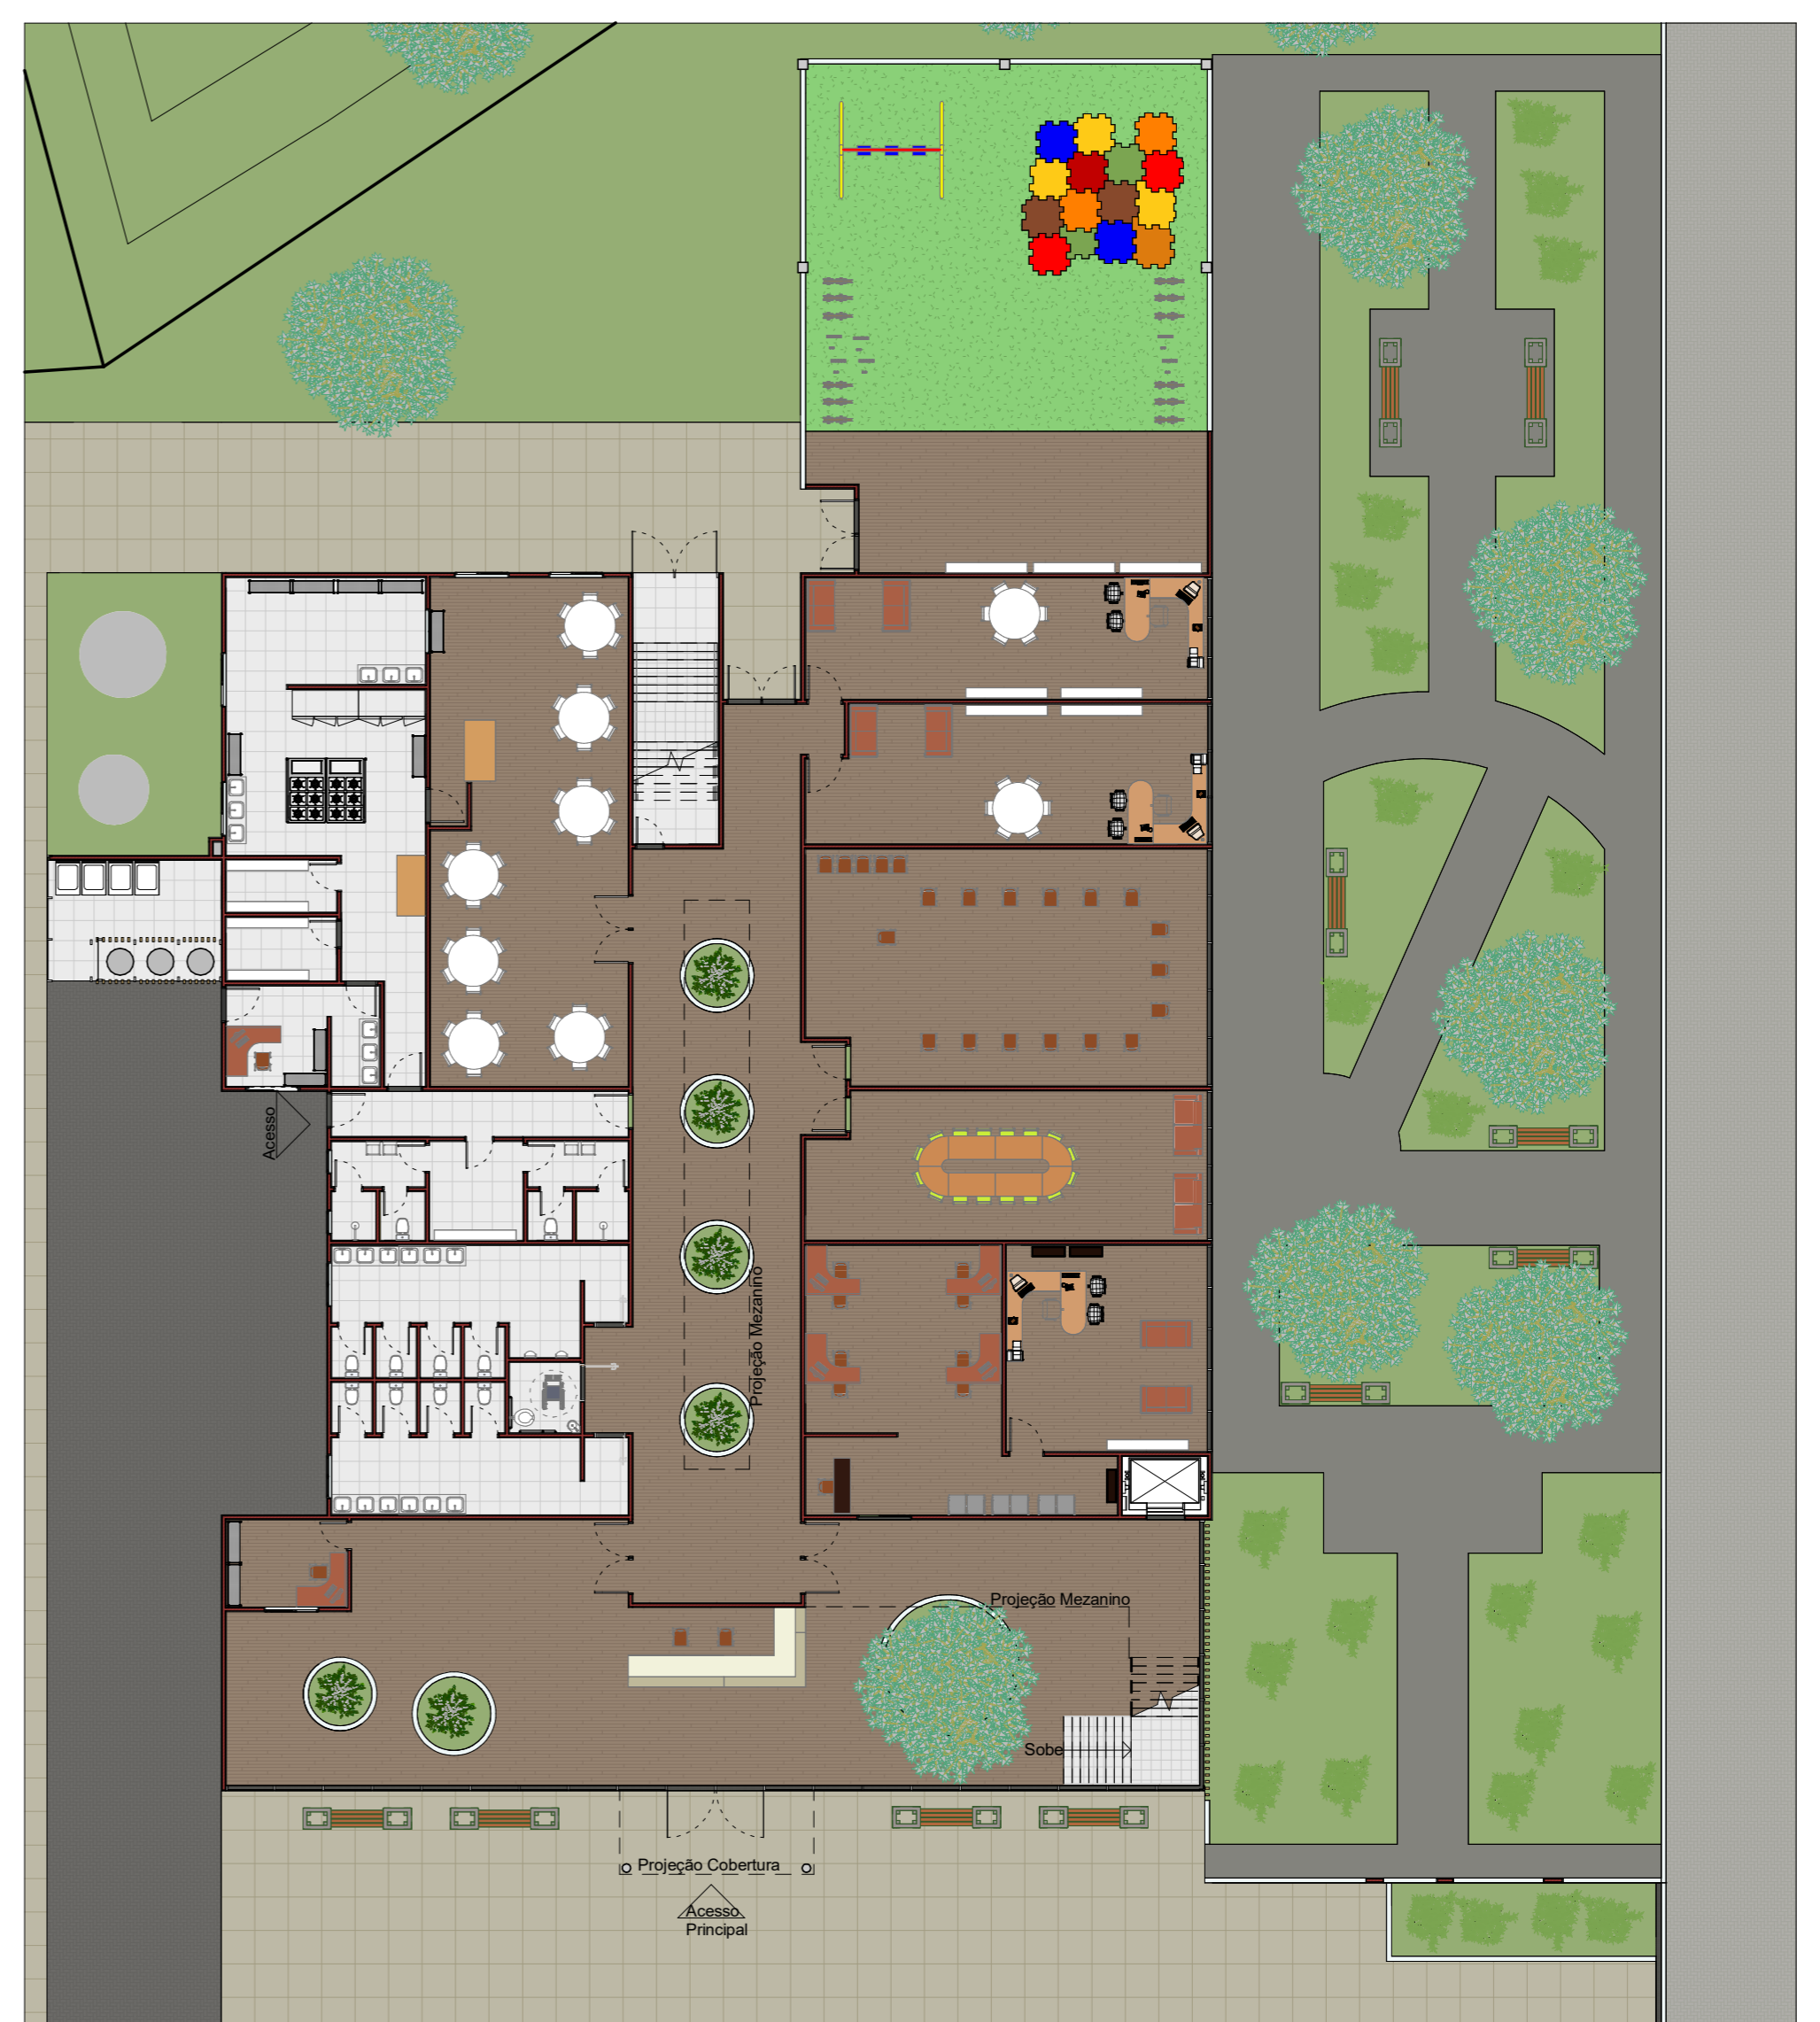 Acesso
Projeção Mezanino
Projeção Mezanino
Sobe
Projeção Cobertura
Acesso
Principal